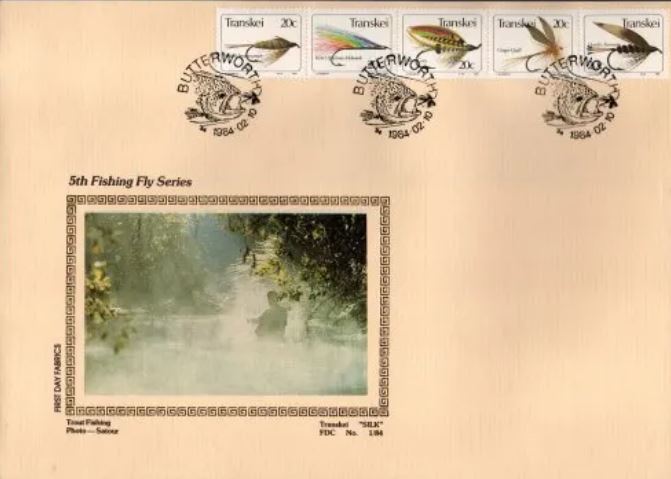 Transkei 20c
Transkei
Transkei
20c
Transkei 20c
Transkei
BUTTERWORTH
1984-02-10
BUTTERWORTH
1984-02-10
BUTTERWORTH
1984-02-10
5th Fishing Fly Series
FIRST DAY FABRICS
Trout Fishing
Photo — Satour
Transkei "SILK"
FDC No. 1/84